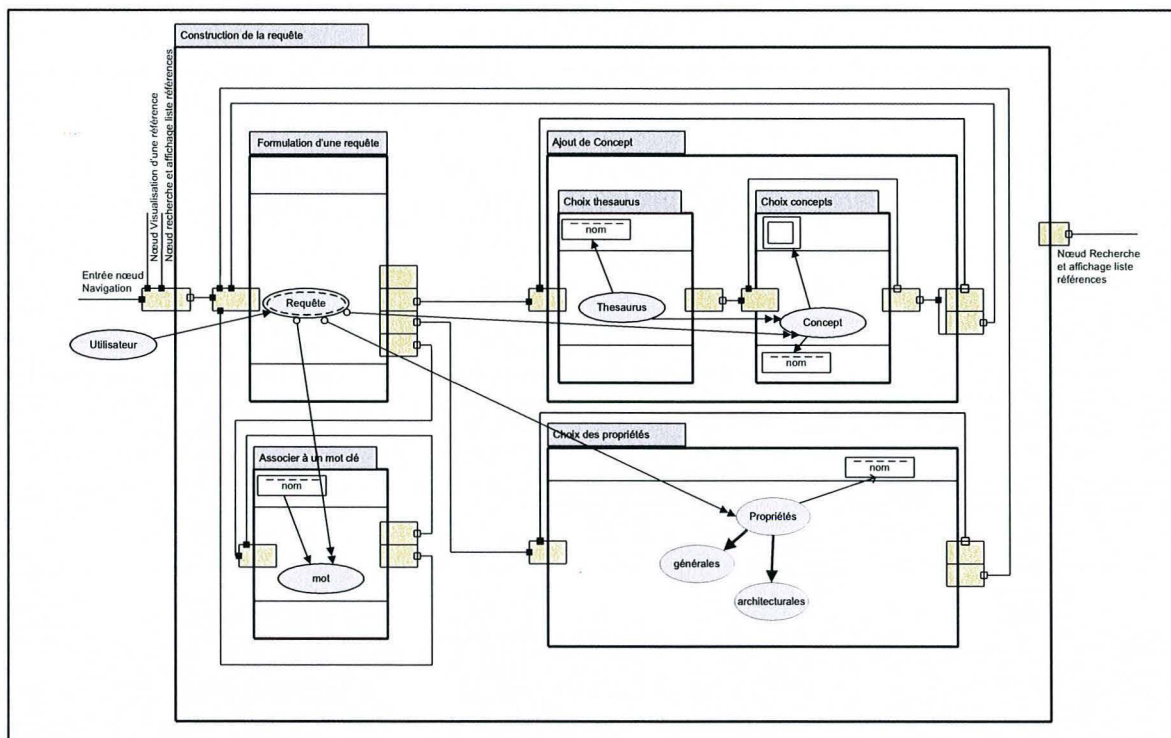 Construction de la requête
Nœud Visualisation d'une référence
Nœud recherche et affichage liste références
Formulation d'une requête
Ajout de Concept
Choix thesaurus
Choix concepts
nom
Nœud Recherche
et affichage liste
références
Entrée nœud
Navigation
Requête
Thesaurus
Concept
Utilisateur
nom
Choix des propriétés
Associer à un mot clé
nom
nom
Propriétés
générales
mot
architecturales